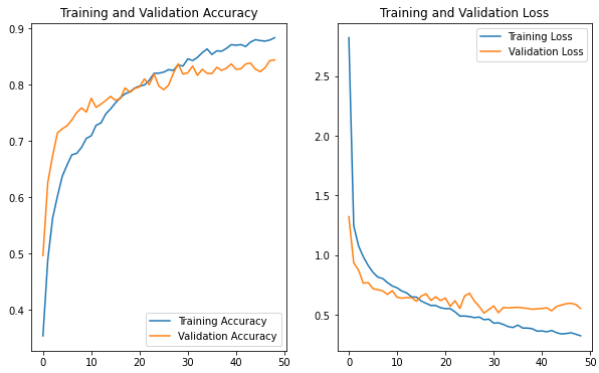 Training and Validation Accuracy
0.9
0.8
0.7
0.6
0.5
0.4
0 10 20 30 40 50
Training Accuracy
Validation Accuracy
Training and Validation Loss
2.5
2.0
1.5
1.0
0.5
0 10 20 30 40 50
Training Loss
Validation Loss